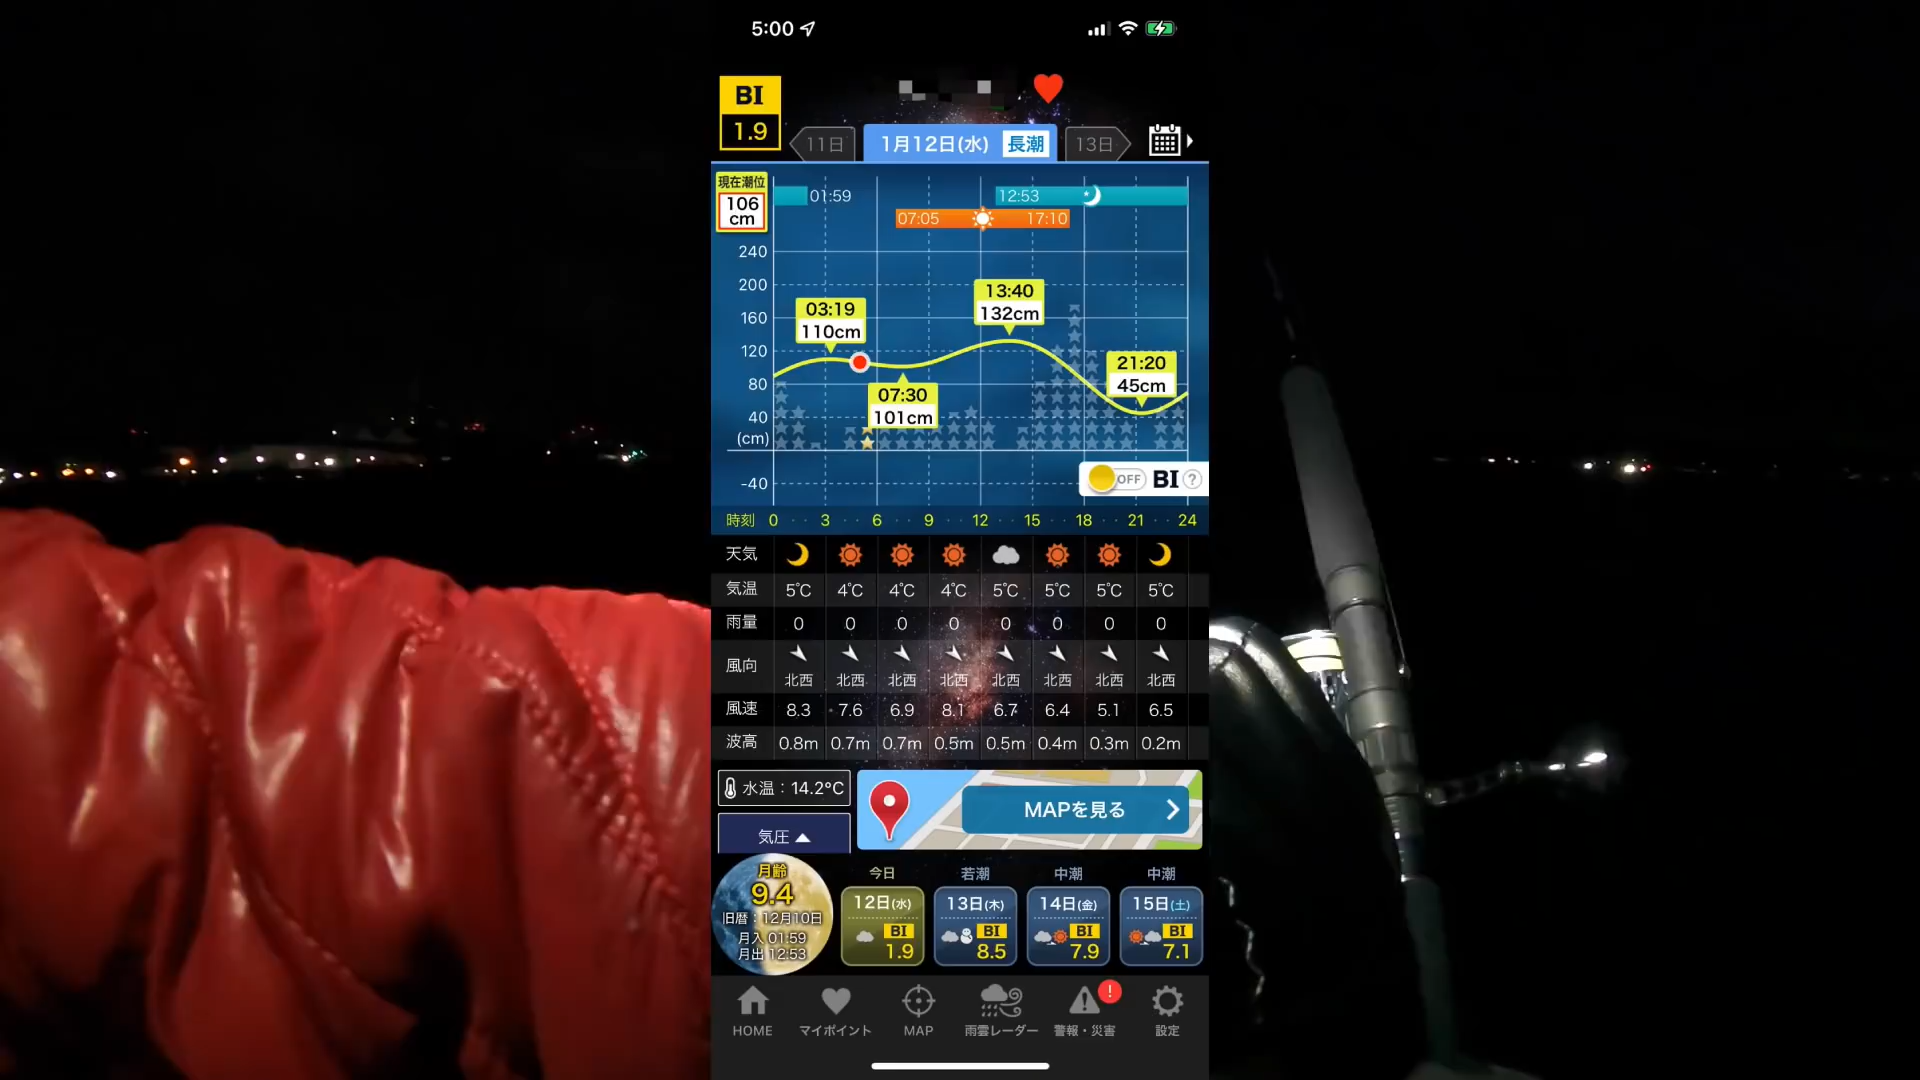 5:00
BI
1.9
11日
1月12日(水) 長潮
13日
現在潮位
106
cm
01:59
12:53
07:05
17:10
240
200
160
120
80
40
(cm)
-40
03:19
110cm
13:40
132cm
07:30
101cm
21:20
45cm
OFF BI ?
時刻 0 3 6 9 12 15 18 21 24
天気
気温 5℃ 4℃ 4℃ 4℃ 5℃ 5℃ 5℃ 5℃
雨量 0 0 0 0 0 0 0 0
風向 北西 北西 北西 北西 北西 北西 北西 北西
風速 8.3 7.6 6.9 8.1 6.7 6.4 5.1 6.5
波高 0.8m 0.7m 0.7m 0.5m 0.5m 0.4m 0.3m 0.2m
水温：14.2°C
気圧
MAPを見る
月齢
9.4
旧暦：12月10日
月入 01:59
月出 12:53
今日
12日(水)
BI
1.9
若潮
13日(木)
BI
8.5
中潮
14日(金)
BI
7.9
中潮
15日(土)
BI
7.1
HOME
マイポイント
MAP
雨雲レーダー
!
警報・災害
設定